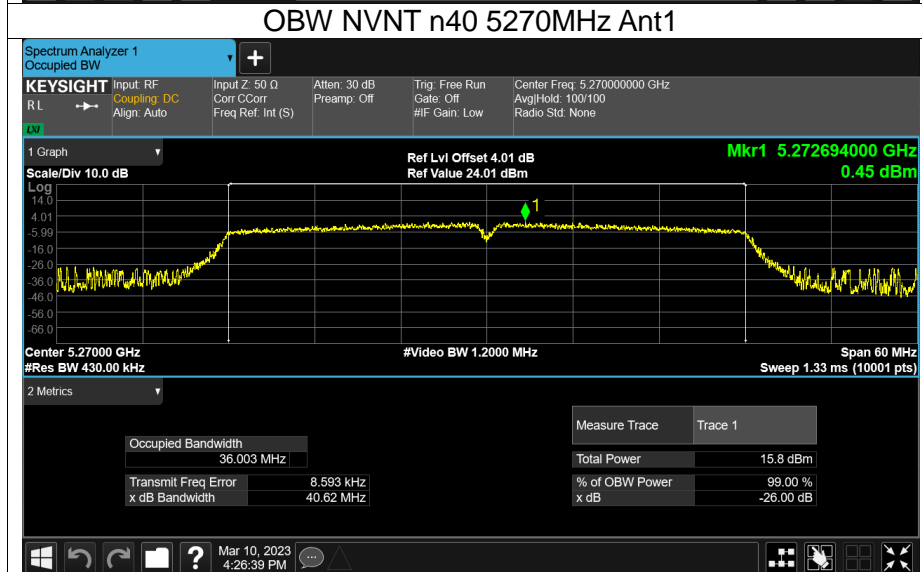 OBW NVNT n40 5270MHz Ant1
Spectrum Analyzer 1
Occupied BW
+
KEYSIGHT Input: RF Input Z: 50 Ω Atten: 30 dB Trig: Free Run Center Freq: 5.270000000 GHz
R L Coupling: DC Corr CCorr Preamp: Off Gate: Off Avg|Hold: 100/100
Align: Auto Freq Ref: Int (S) #IF Gain: Low Radio Std: None
LXI
1 Graph Ref Lvl Offset 4.01 dB Mkr1 5.272694000 GHz
Scale/Div 10.0 dB Ref Value 24.01 dBm 0.45 dBm
Log
14.0
1
4.01
-5.99
-16.0
-26.0
-36.0
-46.0
-56.0
-66.0
Center 5.27000 GHz #Video BW 1.2000 MHz Span 60 MHz
#Res BW 430.00 kHz Sweep 1.33 ms (10001 pts)
2 Metrics
Measure Trace Trace 1
Occupied Bandwidth
36.003 MHz Total Power 15.8 dBm
Transmit Freq Error 8.593 kHz % of OBW Power 99.00 %
x dB Bandwidth 40.62 MHz x dB -26.00 dB
? Mar 10, 2023
4:26:39 PM